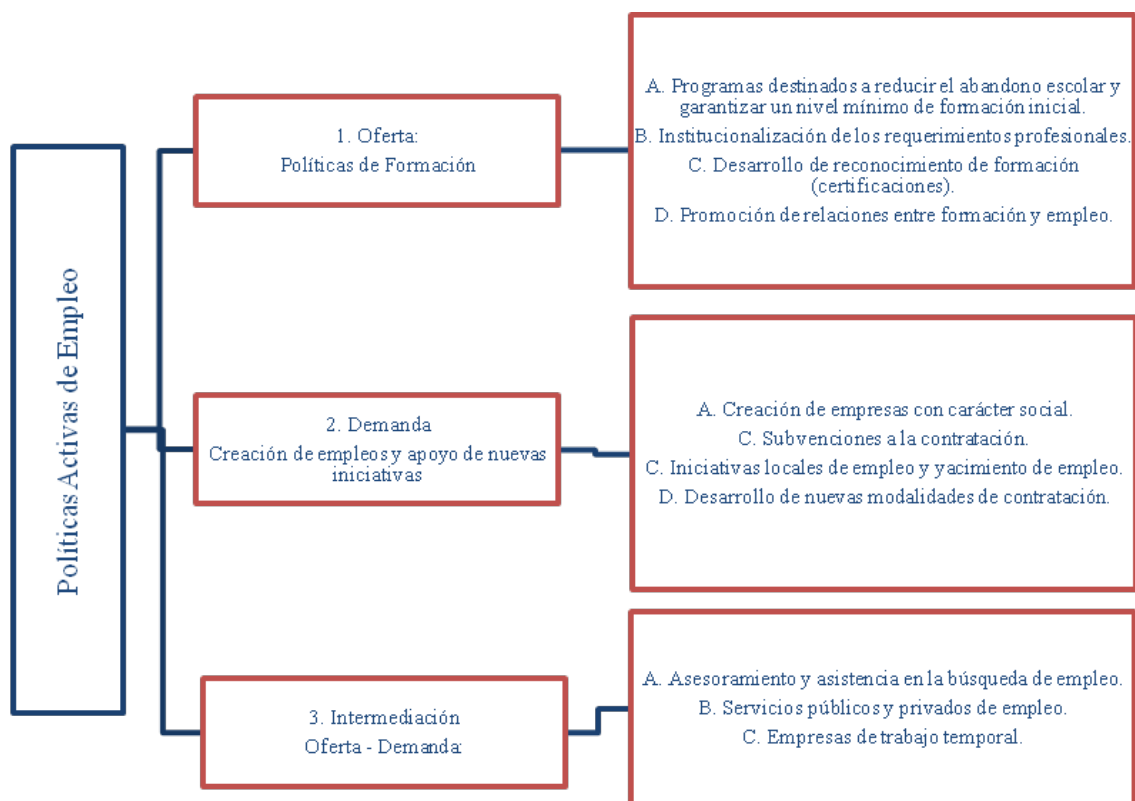 Políticas Activas de Empleo
1. Oferta:
Políticas de Formación
A. Programas destinados a reducir el abandono escolar y
garantizar un nivel mínimo de formación inicial.
B. Institucionalización de los requerimientos profesionales.
C. Desarrollo de reconocimiento de formación
(certificaciones).
D. Promoción de relaciones entre formación y empleo.
2. Demanda
Creación de empleos y apoyo de nuevas
iniciativas
A. Creación de empresas con carácter social.
C. Subvenciones a la contratación.
C. Iniciativas locales de empleo y yacimiento de empleo.
D. Desarrollo de nuevas modalidades de contratación.
3. Intermediación
Oferta - Demanda:
A. Asesoramiento y asistencia en la búsqueda de empleo.
B. Servicios públicos y privados de empleo.
C. Empresas de trabajo temporal.